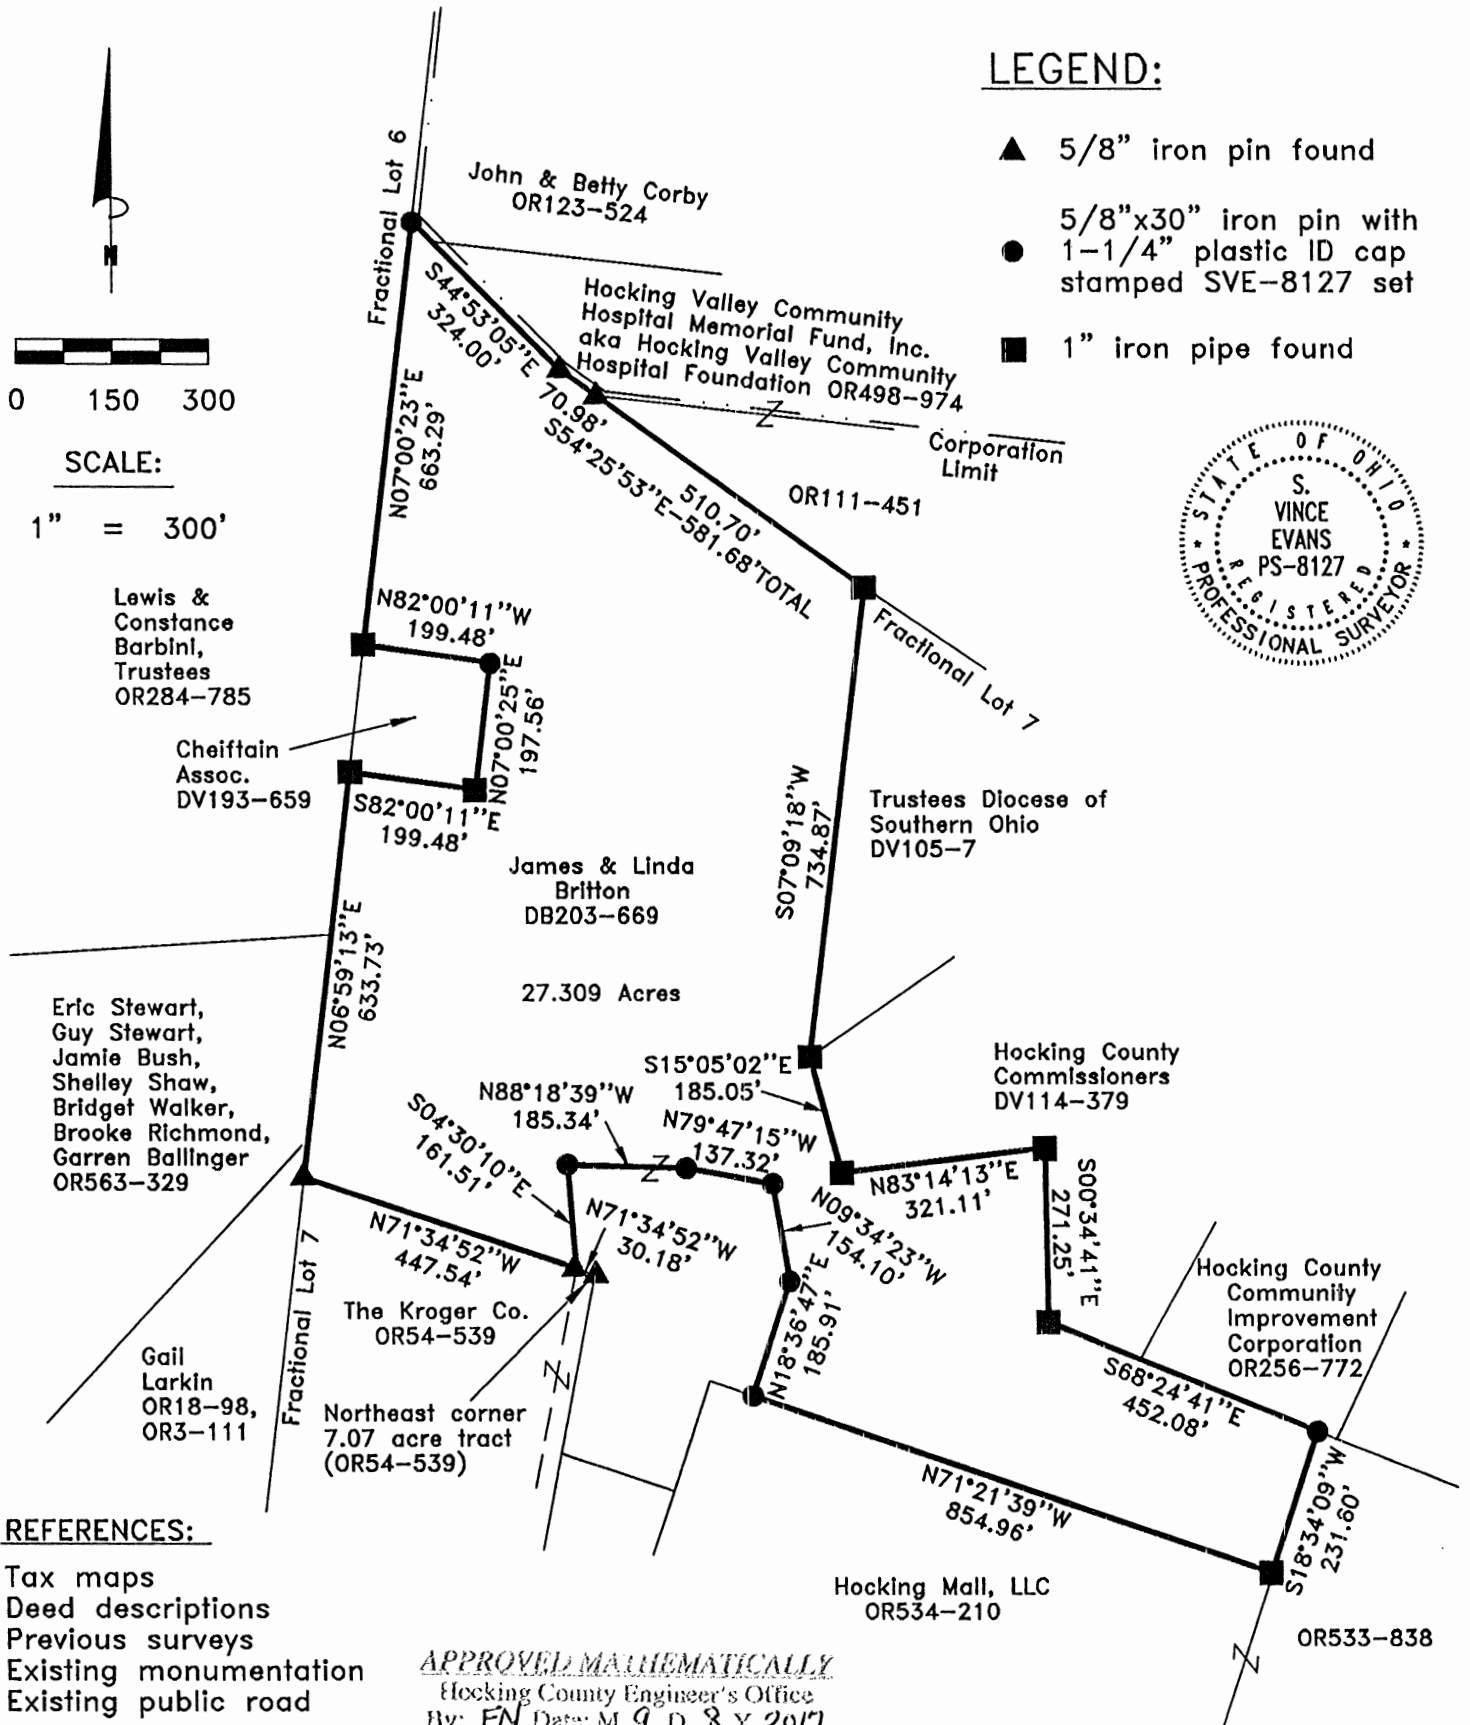 LEGEND:
5/8” iron pin found
5/8”x30” iron pin with
1-1/4” plastic ID cap
stamped SVE-8127 set
1” iron pipe found
N
0 150 300
SCALE:
1” = 300’
STATE OF OHIO
S.
VINCE
EVANS
PS-8127
REGISTERED
* PROFESSIONAL SURVEYOR *
Fractional Lot 6
John & Betty Corby
OR123-524
Hocking Valley Community
Hospital Memorial Fund, Inc.
aka Hocking Valley Community
Hospital Foundation OR498-974
S44°53’05”E
324.00’
70.98’
S54°25’53”E-581.68’TOTAL
510.70’
Z
Corporation
Limit
OR111-451
N07°00’23”E
663.29’
Lewis &
Constance
Barbini,
Trustees
OR284-785
N82°00’11”W
199.48’
N07°00’25”E
197.56’
Fractional Lot 7
Cheiftain
Assoc.
DV193-659
S82°00’11”E
199.48’
S07°09’18”W
734.87’
Trustees Diocese of
Southern Ohio
DV105-7
James & Linda
Britton
DB203-669
27.309 Acres
N06°59’13”E
633.73’
Eric Stewart,
Guy Stewart,
Jamie Bush,
Shelley Shaw,
Bridget Walker,
Brooke Richmond,
Garren Ballinger
OR563-329
S15°05’02”E
185.05’
Hocking County
Commissioners
DV114-379
N88°18’39”W
185.34’
S04°30’10”E
161.51’
N79°47’15”W
137.32’
Z
N83°14’13”E
321.11’
S00°34’41”E
271.25’
N71°34’52”W
447.54’
N71°34’52”W
30.18’
N09°34’23”W
154.10’
N18°36’47”E
185.91’
The Kroger Co.
OR54-539
Hocking County
Community
Improvement
Corporation
OR256-772
Gail
Larkin
OR18-98,
OR3-111
Fractional Lot 7
Z
Northeast corner
7.07 acre tract
(OR54-539)
S68°24’41”E
452.08’
N71°21’39”W
854.96’
S18°34’09”W
231.60’
Hocking Mall, LLC
OR534-210
Z
OR533-838
REFERENCES:
Tax maps
Deed descriptions
Previous surveys
Existing monumentation
Existing public road
APPROVED MATHEMATICALLY
Hocking County Engineer's Office
By: FN Date: M 9 D 8 Y 2017